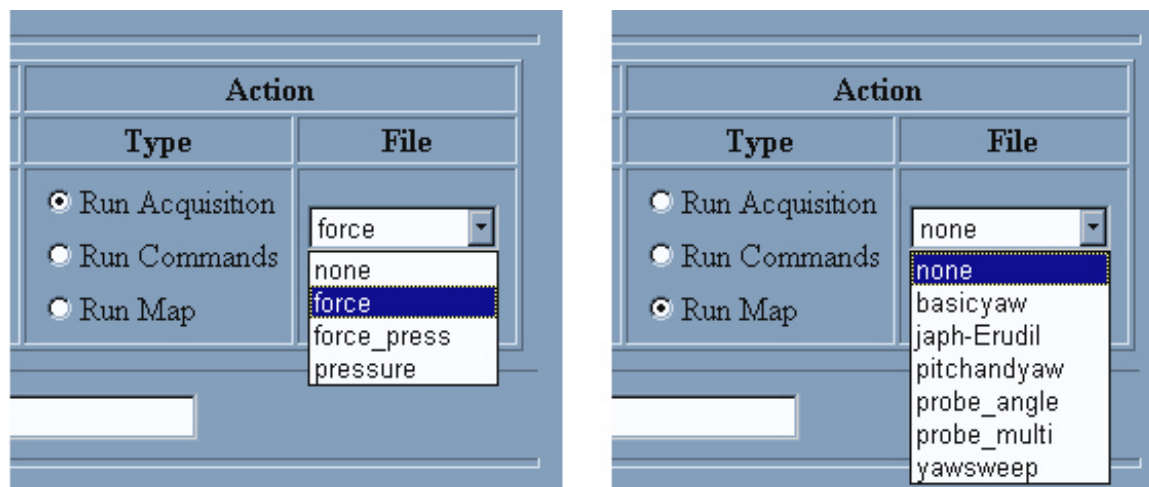 Action
Type File
Run Acquisition
force
Run Commands
none
force
Run Map
force_press
pressure
Action
Type File
Run Acquisition
none
Run Commands
none
basicyaw
Run Map
japh-Erudil
pitchandyaw
probe_angle
probe_multi
yawsweep